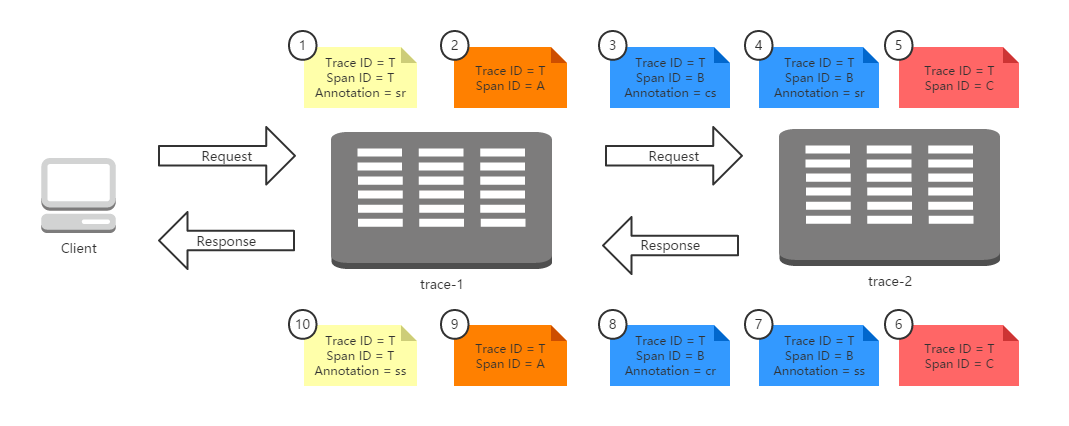 1
Trace ID = T
Span ID = T
Annotation = sr
2
Trace ID = T
Span ID = A
3
Trace ID = T
Span ID = B
Annotation = cs
4
Trace ID = T
Span ID = B
Annotation = sr
5
Trace ID = T
Span ID = C
Request
Request
Response
Response
Client
trace-1
trace-2
10
Trace ID = T
Span ID = T
Annotation = ss
9
Trace ID = T
Span ID = A
8
Trace ID = T
Span ID = B
Annotation = cr
7
Trace ID = T
Span ID = B
Annotation = ss
6
Trace ID = T
Span ID = C